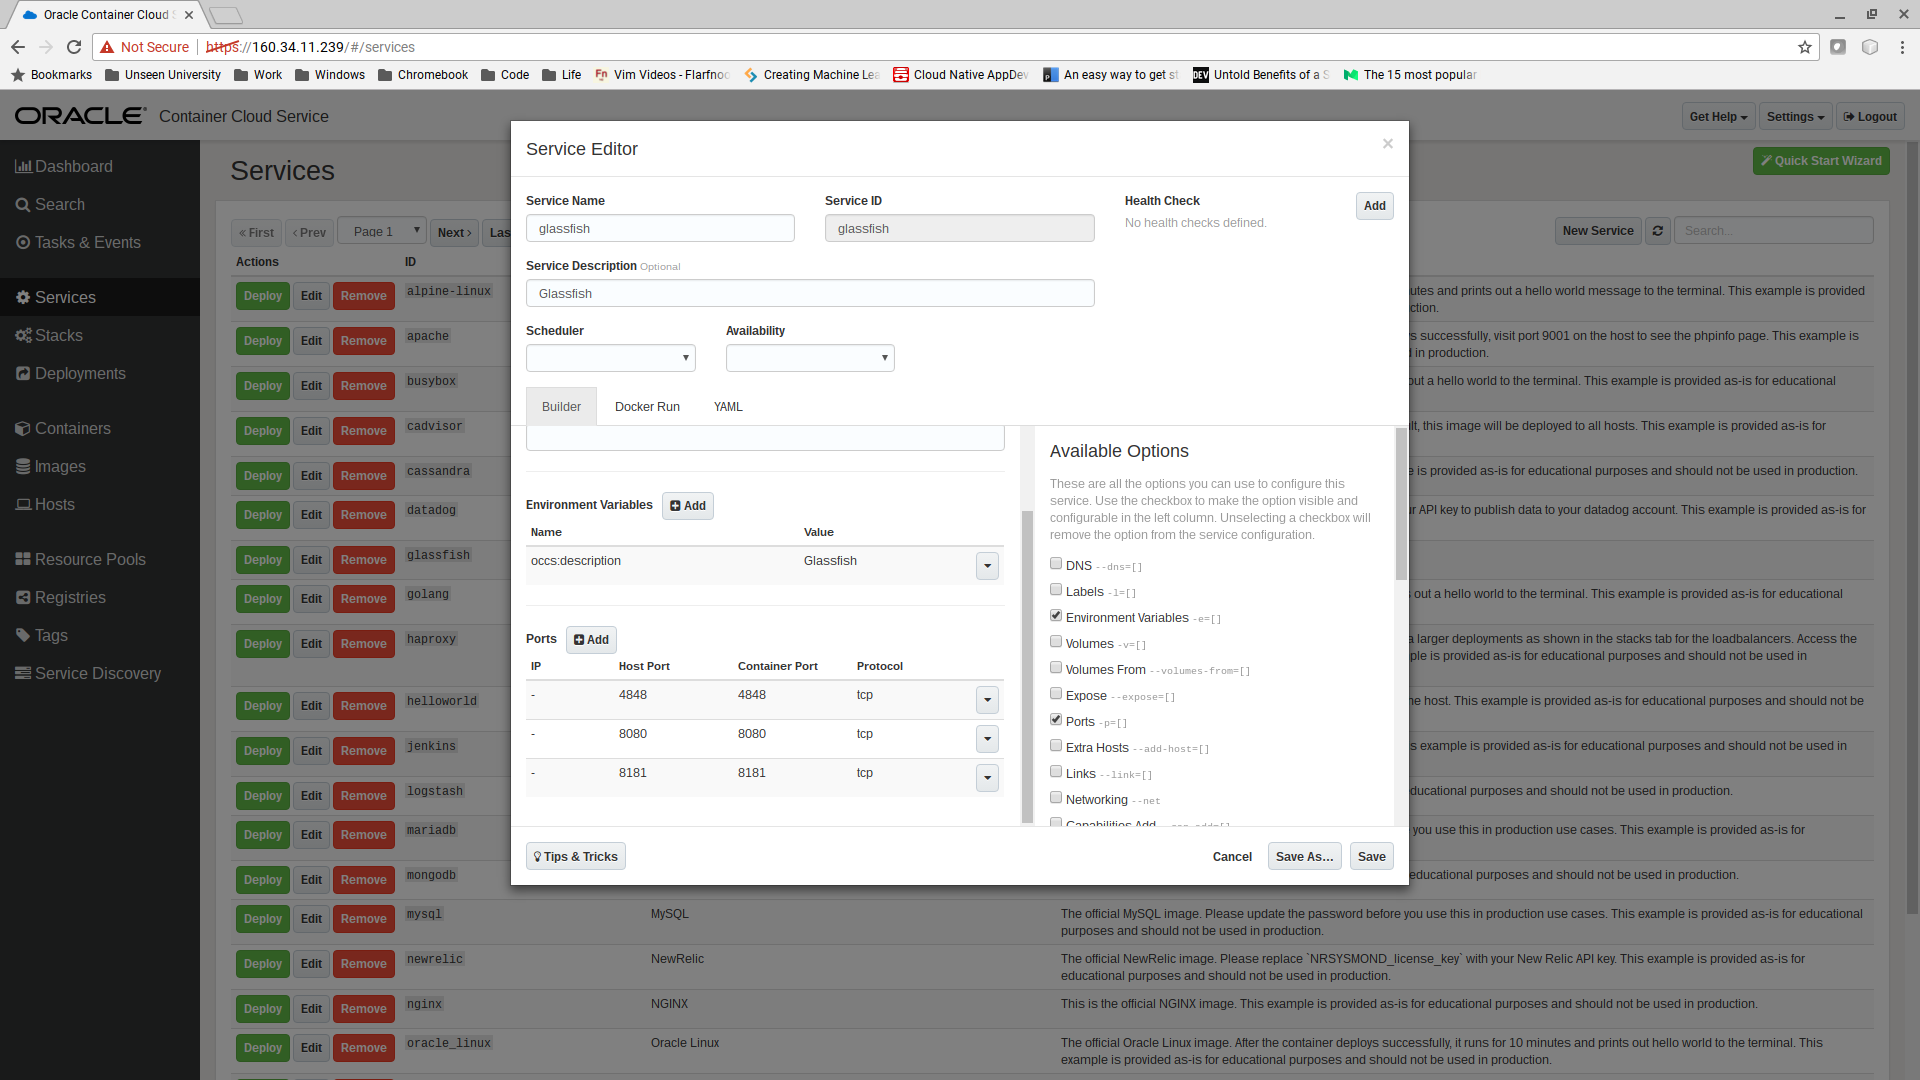 Oracle Container Cloud S
Not Secure https://160.34.11.239/#/services
Bookmarks Unseen University Work Windows Chromebook Code Life Vim Videos - Flarfnoo Creating Machine Lea Cloud Native AppDev An easy way to get st Untold Benefits of a S The 15 most popular
ORACLE Container Cloud Service
Get Help Settings Logout
Dashboard
Search
Tasks & Events
Services
Stacks
Deployments
Containers
Images
Hosts
Resource Pools
Registries
Tags
Service Discovery
Services
Quick Start Wizard
« First ‹ Prev Page 1 Next › Las
New Service Search...
Actions ID
Deploy Edit Remove alpine-linux
utes and prints out a hello world message to the terminal. This example is provided
ction.
Deploy Edit Remove apache
s successfully, visit port 9001 on the host to see the phpinfo page. This example is
d in production.
Deploy Edit Remove busybox
out a hello world to the terminal. This example is provided as-is for educational
Deploy Edit Remove cadvisor
ult, this image will be deployed to all hosts. This example is provided as-is for
Deploy Edit Remove cassandra
e is provided as-is for educational purposes and should not be used in production.
Deploy Edit Remove datadog
ur API key to publish data to your datadog account. This example is provided as-is for
Deploy Edit Remove glassfish
Deploy Edit Remove golang
s out a hello world to the terminal. This example is provided as-is for educational
Deploy Edit Remove haproxy
a larger deployments as shown in the stacks tab for the loadbalancers. Access the
ple is provided as-is for educational purposes and should not be used in
Deploy Edit Remove helloworld
he host. This example is provided as-is for educational purposes and should not be
Deploy Edit Remove jenkins
s example is provided as-is for educational purposes and should not be used in
Deploy Edit Remove logstash
ducational purposes and should not be used in production.
Deploy Edit Remove mariadb
you use this in production use cases. This example is provided as-is for
Deploy Edit Remove mongodb
educational purposes and should not be used in production.
Deploy Edit Remove mysql MySQL
The official MySQL image. Please update the password before you use this in production use cases. This example is provided as-is for educational
purposes and should not be used in production.
Deploy Edit Remove newrelic NewRelic
The official NewRelic image. Please replace `NRSYSMOND_license_key` with your New Relic API key. This example is provided as-is for
educational purposes and should not be used in production.
Deploy Edit Remove nginx NGINX
This is the official NGINX image. This example is provided as-is for educational purposes and should not be used in production.
Deploy Edit Remove oracle_linux Oracle Linux
The official Oracle Linux image. After the container deploys successfully, it runs for 10 minutes and prints out hello world to the terminal. This
example is provided as-is for educational purposes and should not be used in production.
Service Editor ×
Service Name Service ID Health Check Add
glassfish glassfish No health checks defined.
Service Description Optional
Glassfish
Scheduler Availability
Builder Docker Run YAML
Environment Variables Add
Name Value
occs:description Glassfish
Ports Add
IP Host Port Container Port Protocol
- 4848 4848 tcp
- 8080 8080 tcp
- 8181 8181 tcp
Available Options
These are all the options you can use to configure this
service. Use the checkbox to make the option visible and
configurable in the left column. Unselecting a checkbox will
remove the option from the service configuration.
DNS --dns=[]
Labels -l=[]
Environment Variables -e=[]
Volumes -v=[]
Volumes From --volumes-from=[]
Expose --expose=[]
Ports -p=[]
Extra Hosts --add-host=[]
Links --link=[]
Networking --net
Capabilities Add --cap-add=[]
Tips & Tricks Cancel Save As... Save